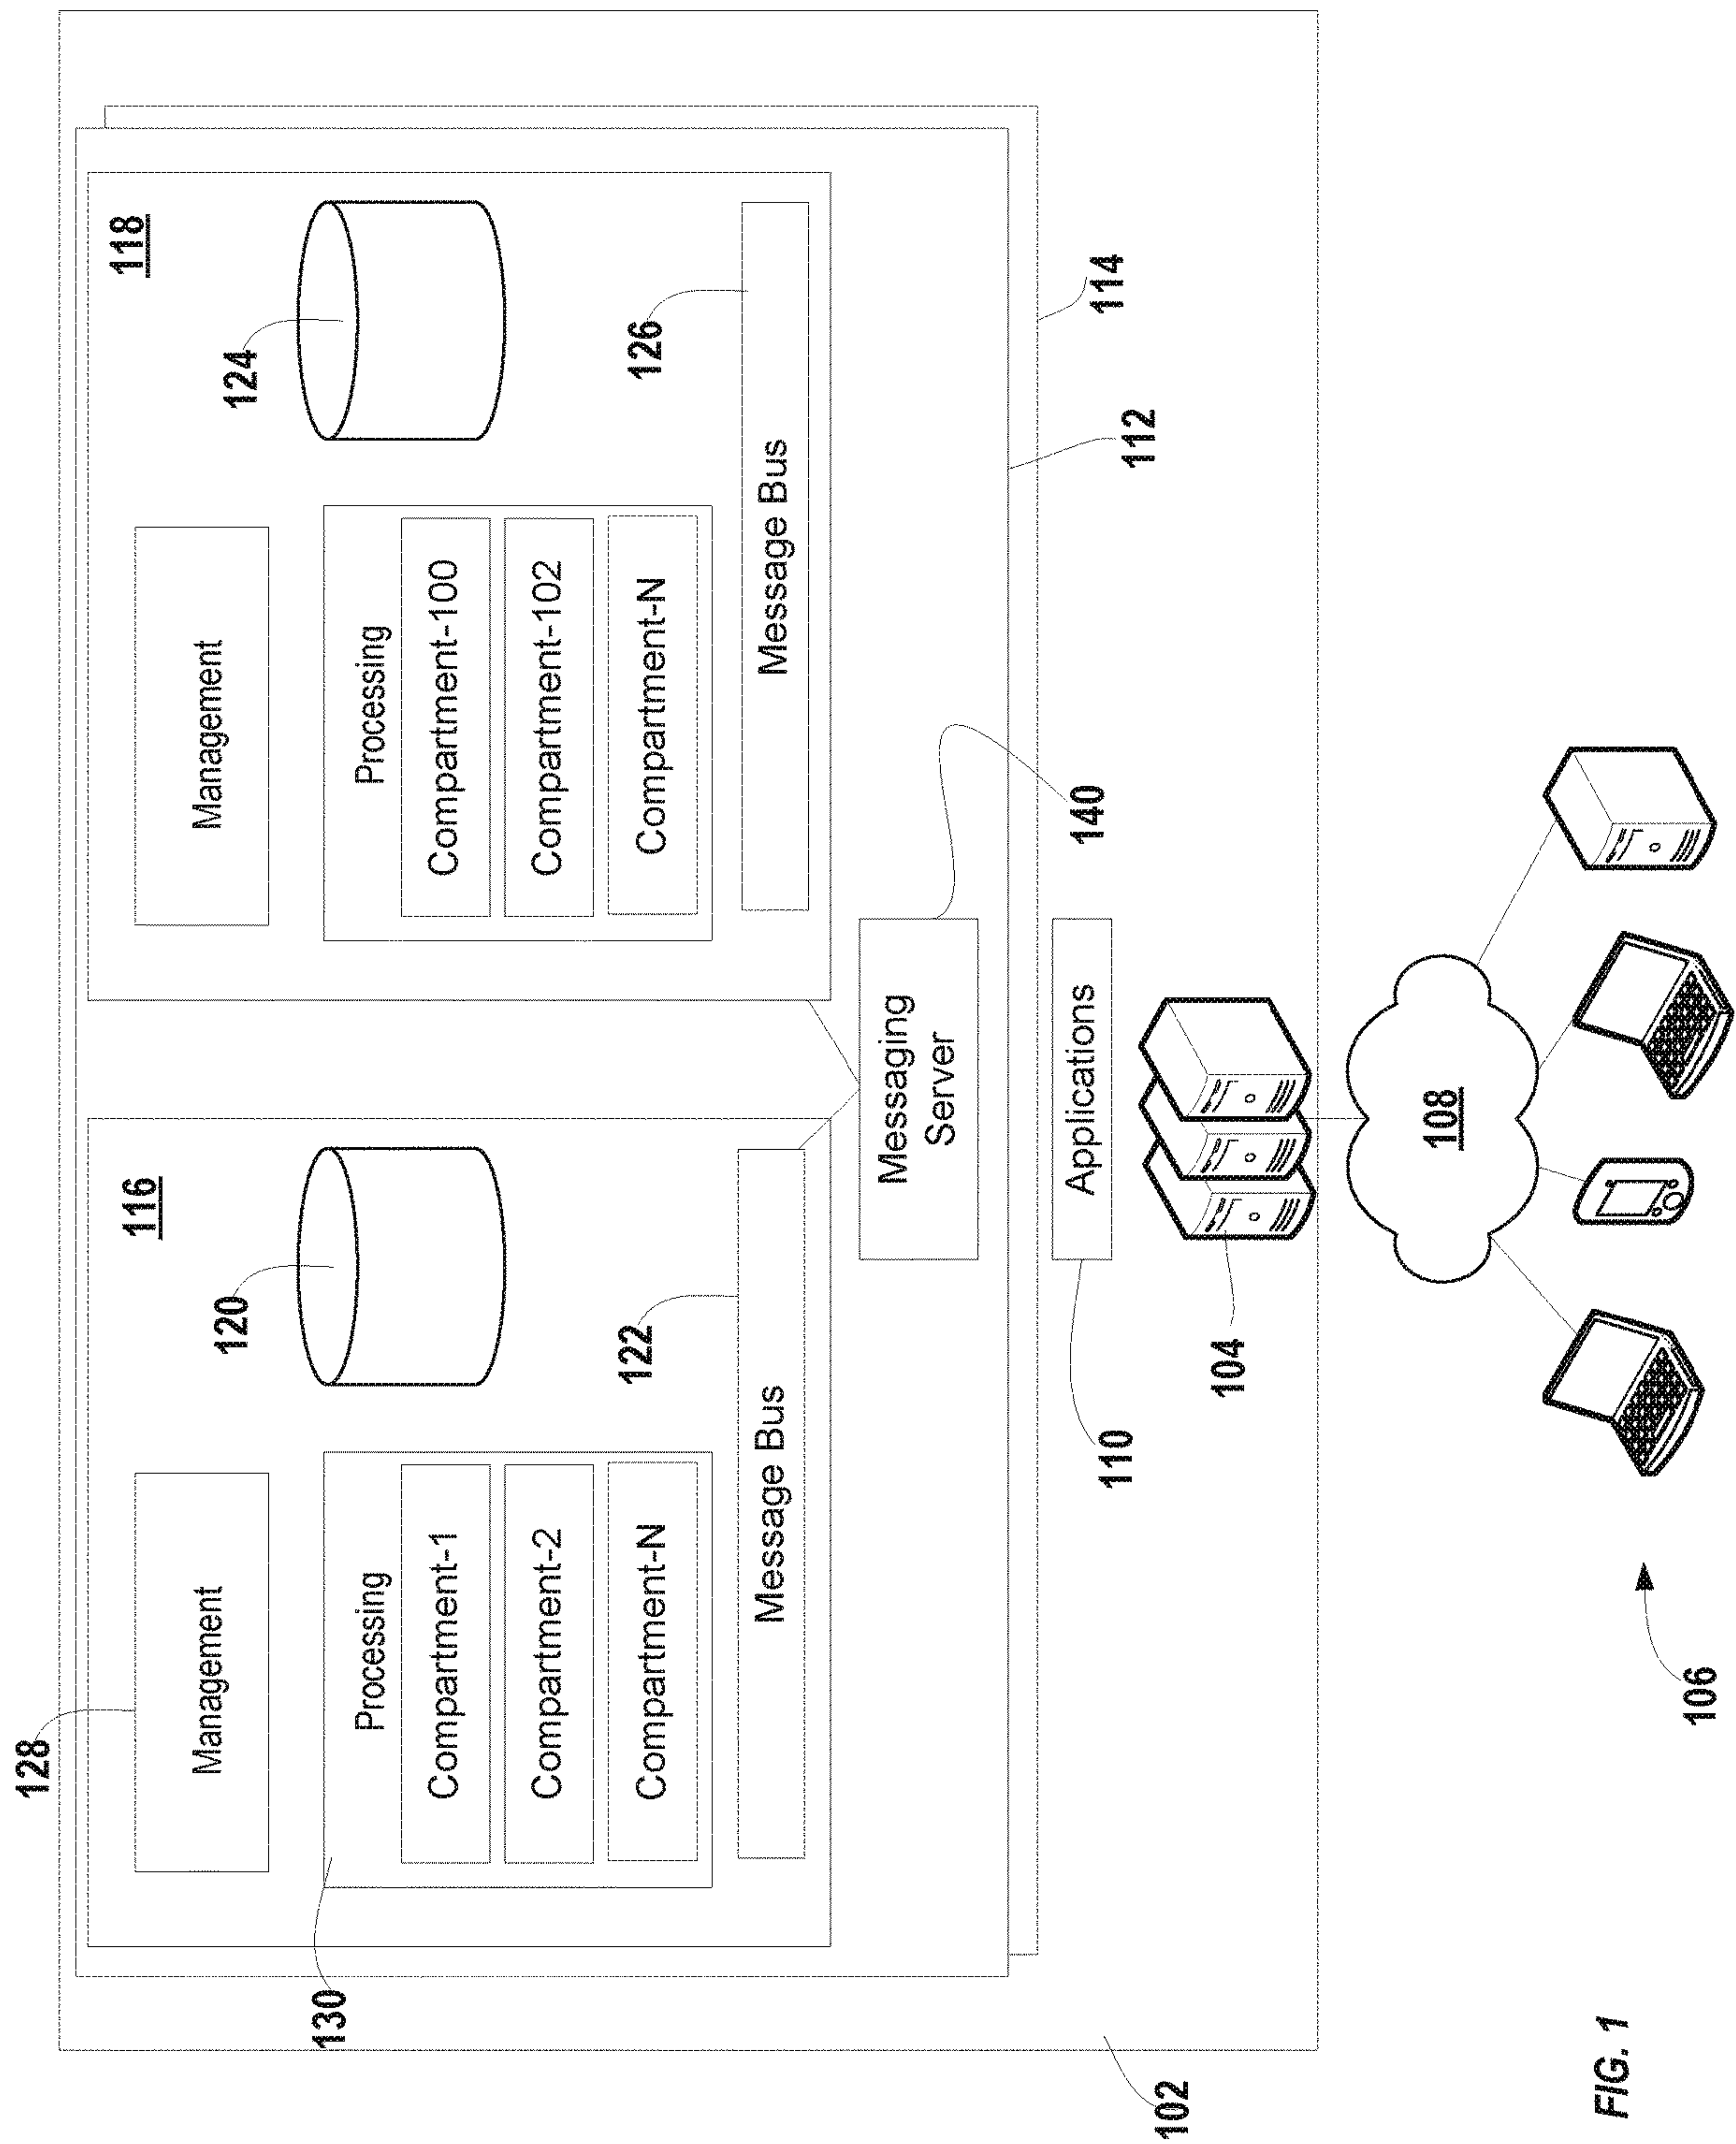 128
Management
116
120
130
Processing
Compartment-1
Compartment-2
Compartment-N
122
Message Bus
118
Management
124
Processing
Compartment-100
Compartment-102
Compartment-N
126
Message Bus
Messaging
Server
140
112
114
Applications
110
104
102
108
106
FIG. 1